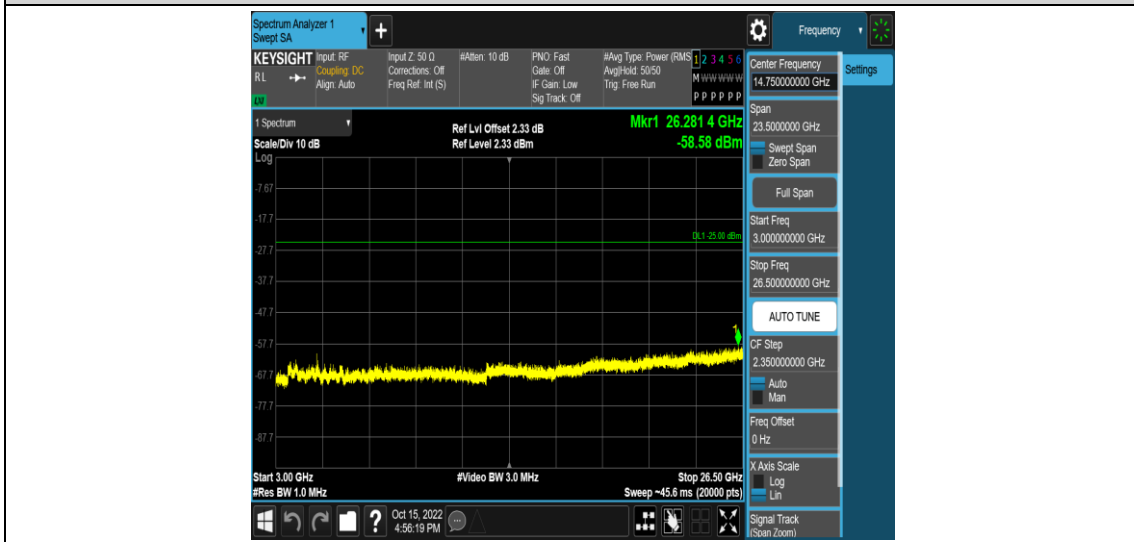 Spectrum Analyzer 1
Swept SA
+
Frequency
KEYSIGHT
RL
Input: RF
Coupling: DC
Align: Auto
Input Z: 50 Ω
Corrections: Off
Freq Ref: Int (S)
#Atten: 10 dB
PNO: Fast
Gate: Off
IF Gain: Low
Sig Track: Off
#Avg Type: Power (RMS
Avg|Hold: 50/50
Trig: Free Run
1 2 3 4 5 6
M W W W W W
P P P P P P
1 Spectrum
Scale/Div 10 dB
Log
Ref Lvl Offset 2.33 dB
Ref Level 2.33 dBm
Mkr1 26.281 4 GHz
-58.58 dBm
-7.67
-17.7
DL1 -25.00 dBm
-27.7
-37.7
-47.7
1
-57.7
-67.7
-77.7
-87.7
Start 3.00 GHz
#Res BW 1.0 MHz
#Video BW 3.0 MHz
Stop 26.50 GHz
Sweep ~45.6 ms (20000 pts)
?
Oct 15, 2022
4:56:19 PM
Center Frequency
14.750000000 GHz
Settings
Span
23.5000000 GHz
Swept Span
Zero Span
Full Span
Start Freq
3.000000000 GHz
Stop Freq
26.500000000 GHz
AUTO TUNE
CF Step
2.350000000 GHz
Auto
Man
Freq Offset
0 Hz
X Axis Scale
Log
Lin
Signal Track
(Span Zoom)